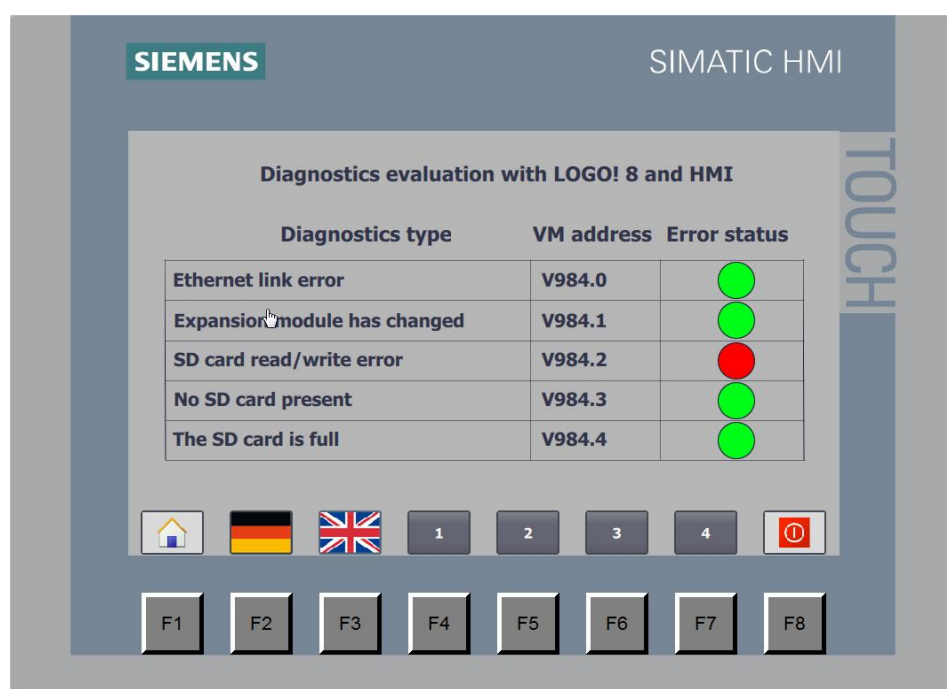 SIEMENS
SIMATIC HMI
TOUCH
Diagnostics evaluation with LOGO! 8 and HMI
Diagnostics type VM address Error status
Ethernet link error V984.0
Expansion module has changed V984.1
SD card read/write error V984.2
No SD card present V984.3
The SD card is full V984.4
1 2 3 4
F1 F2 F3 F4 F5 F6 F7 F8